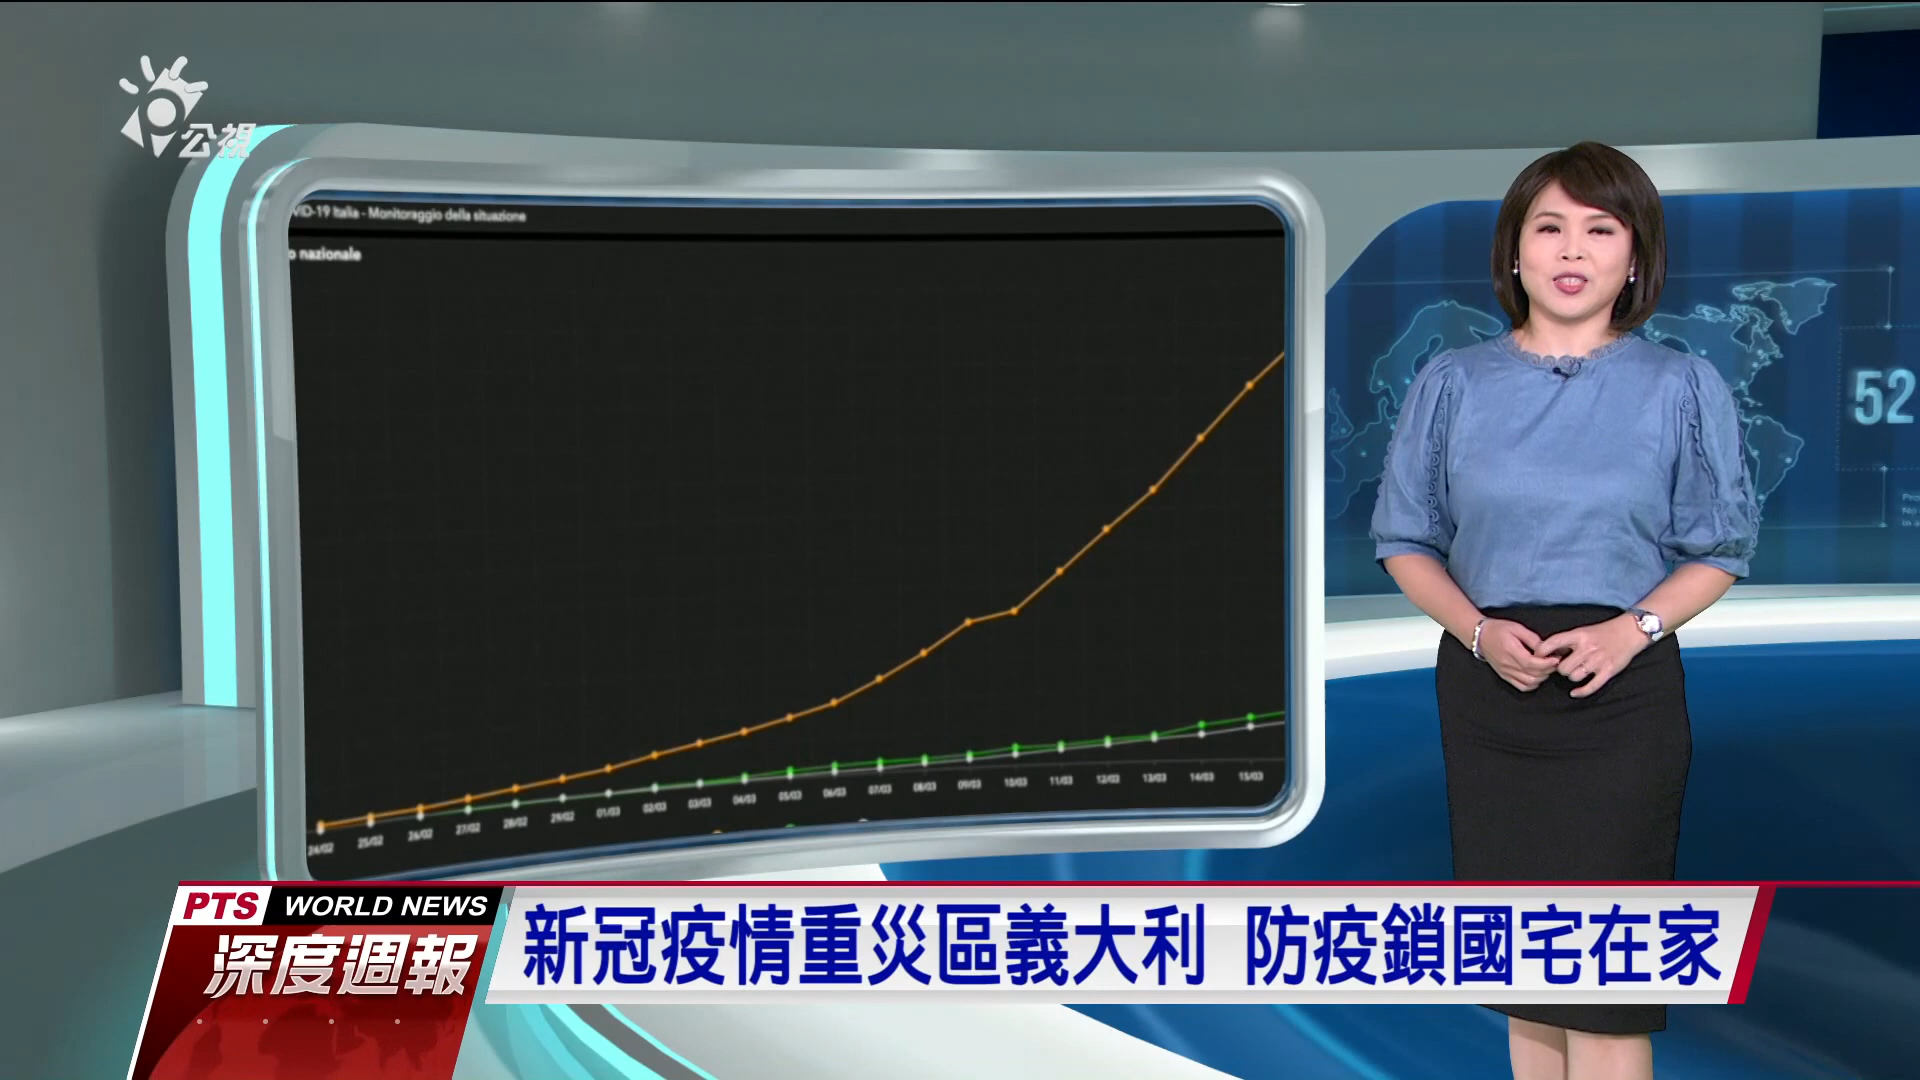 公視
VID-19 Italia - Monitoraggio della situazione
o nazionale
52
24/02 25/02 26/02 27/02 28/02 29/02 01/03 02/03 03/03 04/03 05/03 06/03 07/03 08/03 09/03 10/03 11/03 12/03 13/03 14/03 15/03
PTS WORLD NEWS
深度週報
新冠疫情重災區義大利 防疫鎖國宅在家